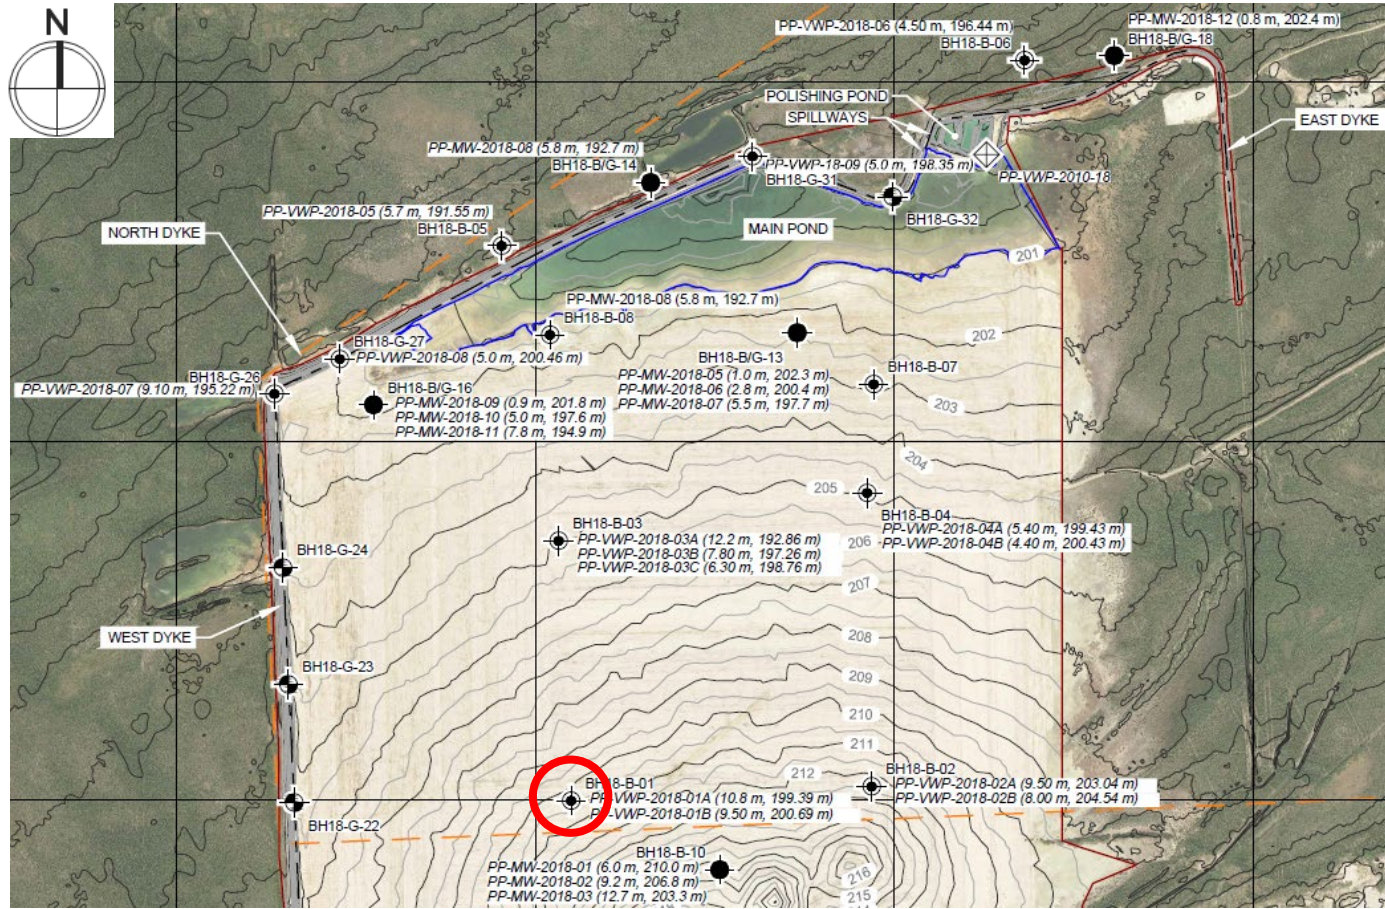 N
PP-VWP-2018-06 (4.50 m, 196.44 m)
BH18-B-06
PP-MW-2018-12 (0.8 m, 202.4 m)
BH18-B/G-18
POLISHING POND
SPILLWAYS
EAST DYKE
PP-MW-2018-08 (5.8 m, 192.7 m)
BH18-B/G-14
PP-VWP-18-09 (5.0 m, 198.35 m)
BH18-G-31
PP-VWP-2010-18
BH18-G-32
PP-VWP-2018-05 (5.7 m, 191.55 m)
BH18-B-05
NORTH DYKE
MAIN POND
201
PP-MW-2018-08 (5.8 m, 192.7 m)
BH18-B-08
202
BH18-G-27
PP-VWP-2018-08 (5.0 m, 200.46 m)
BH18-G-26
PP-VWP-2018-07 (9.10 m, 195.22 m)
BH18-B/G-16
PP-MW-2018-09 (0.9 m, 201.8 m)
PP-MW-2018-10 (5.0 m, 197.6 m)
PP-MW-2018-11 (7.8 m, 194.9 m)
BH18-B/G-13
PP-MW-2018-05 (1.0 m, 202.3 m)
PP-MW-2018-06 (2.8 m, 200.4 m)
PP-MW-2018-07 (5.5 m, 197.7 m)
BH18-B-07
203
204
205
BH18-B-04
PP-VWP-2018-04A (5.40 m, 199.43 m)
PP-VWP-2018-04B (4.40 m, 200.43 m)
BH18-B-03
PP-VWP-2018-03A (12.2 m, 192.86 m)
PP-VWP-2018-03B (7.80 m, 197.26 m)
PP-VWP-2018-03C (6.30 m, 198.76 m)
206
BH18-G-24
207
WEST DYKE
208
BH18-G-23
209
210
211
212
BH18-B-01
PP-VWP-2018-01A (10.8 m, 199.39 m)
PP-VWP-2018-01B (9.50 m, 200.69 m)
BH18-B-02
PP-VWP-2018-02A (9.50 m, 203.04 m)
PP-VWP-2018-02B (8.00 m, 204.54 m)
BH18-G-22
BH18-B-10
PP-MW-2018-01 (6.0 m, 210.0 m)
PP-MW-2018-02 (9.2 m, 206.8 m)
PP-MW-2018-03 (12.7 m, 203.3 m)
216
215